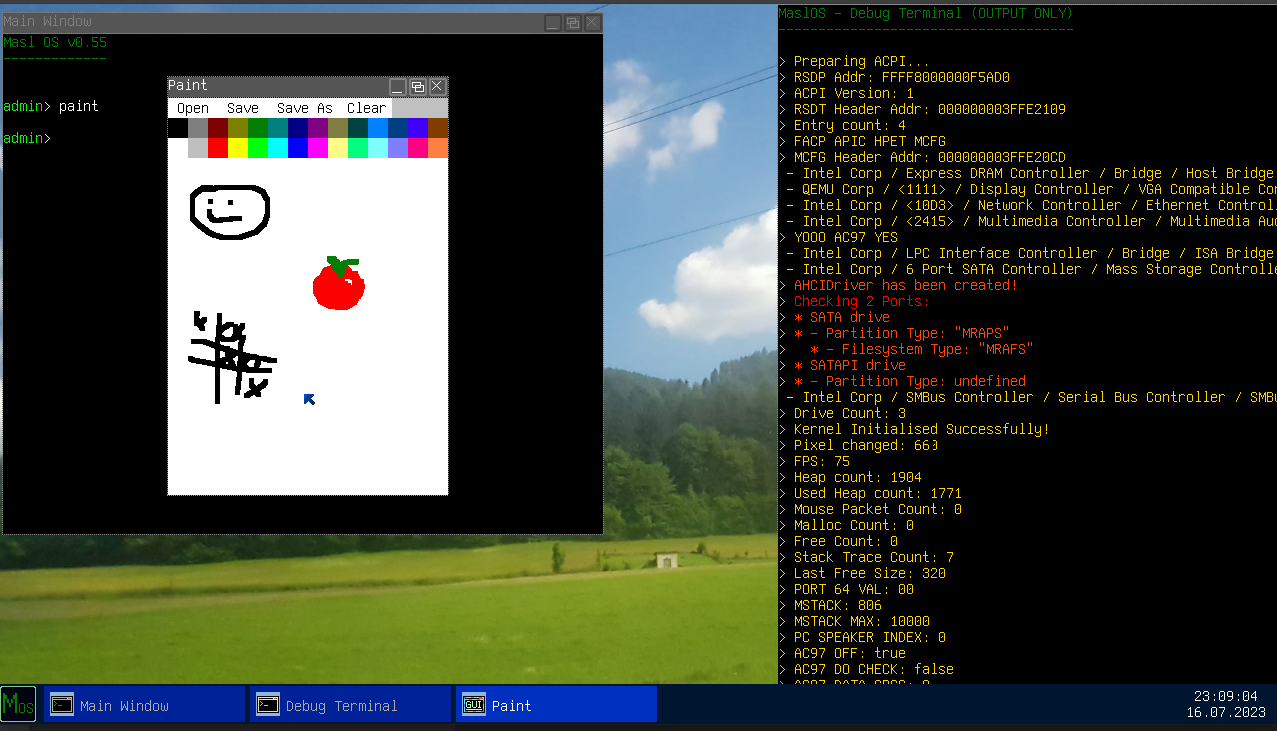 Main Window
Masl OS v0.55
-------------
admin> paint
admin>
Paint
Open Save Save As Clear
MaslOS - Debug Terminal (OUTPUT ONLY)
-------------------------------------
> Preparing ACPI...
> RSDP Addr: FFFF8000000F5AD0
> ACPI Version: 1
> RSDT Header Addr: 000000003FFE2109
> Entry count: 4
> FACP APIC HPET MCFG
> MCFG Header Addr: 000000003FFE20CD
- Intel Corp / Express DRAM Controller / Bridge / Host Bridge
- QEMU Corp / <1111> / Display Controller / VGA Compatible Co
- Intel Corp / <10D3> / Network Controller / Ethernet Control
- Intel Corp / <2415> / Multimedia Controller / Multimedia Au
> YOOO AC97 YES
- Intel Corp / LPC Interface Controller / Bridge / ISA Bridge
- Intel Corp / 6 Port SATA Controller / Mass Storage Controlle
> AHCIDriver has been created!
> Checking 2 Ports:
> * SATA drive
> * - Partition Type: "MRAPS"
> * - Filesystem Type: "MRAFS"
> * SATAPI drive
> * - Partition Type: undefined
- Intel Corp / SMBus Controller / Serial Bus Controller / SMB
> Drive Count: 3
> Kernel Initialised Successfully!
> Pixel changed:
> FPS: 75
> Heap count: 1904
> Used Heap count: 1771
> Mouse Packet Count: 0
> Malloc Count: 0
> Free Count: 0
> Stack Trace Count: 7
> Last Free Size: 320
> PORT 64 VAL: 00
> MSTACK: 806
> MSTACK MAX: 10000
> PC SPEAKER INDEX: 0
> AC97 OFF: true
> AC97 DO CHECK: false
Mos
Main Window
Debug Terminal
GUI
Paint
23:09:04
16.07.2023